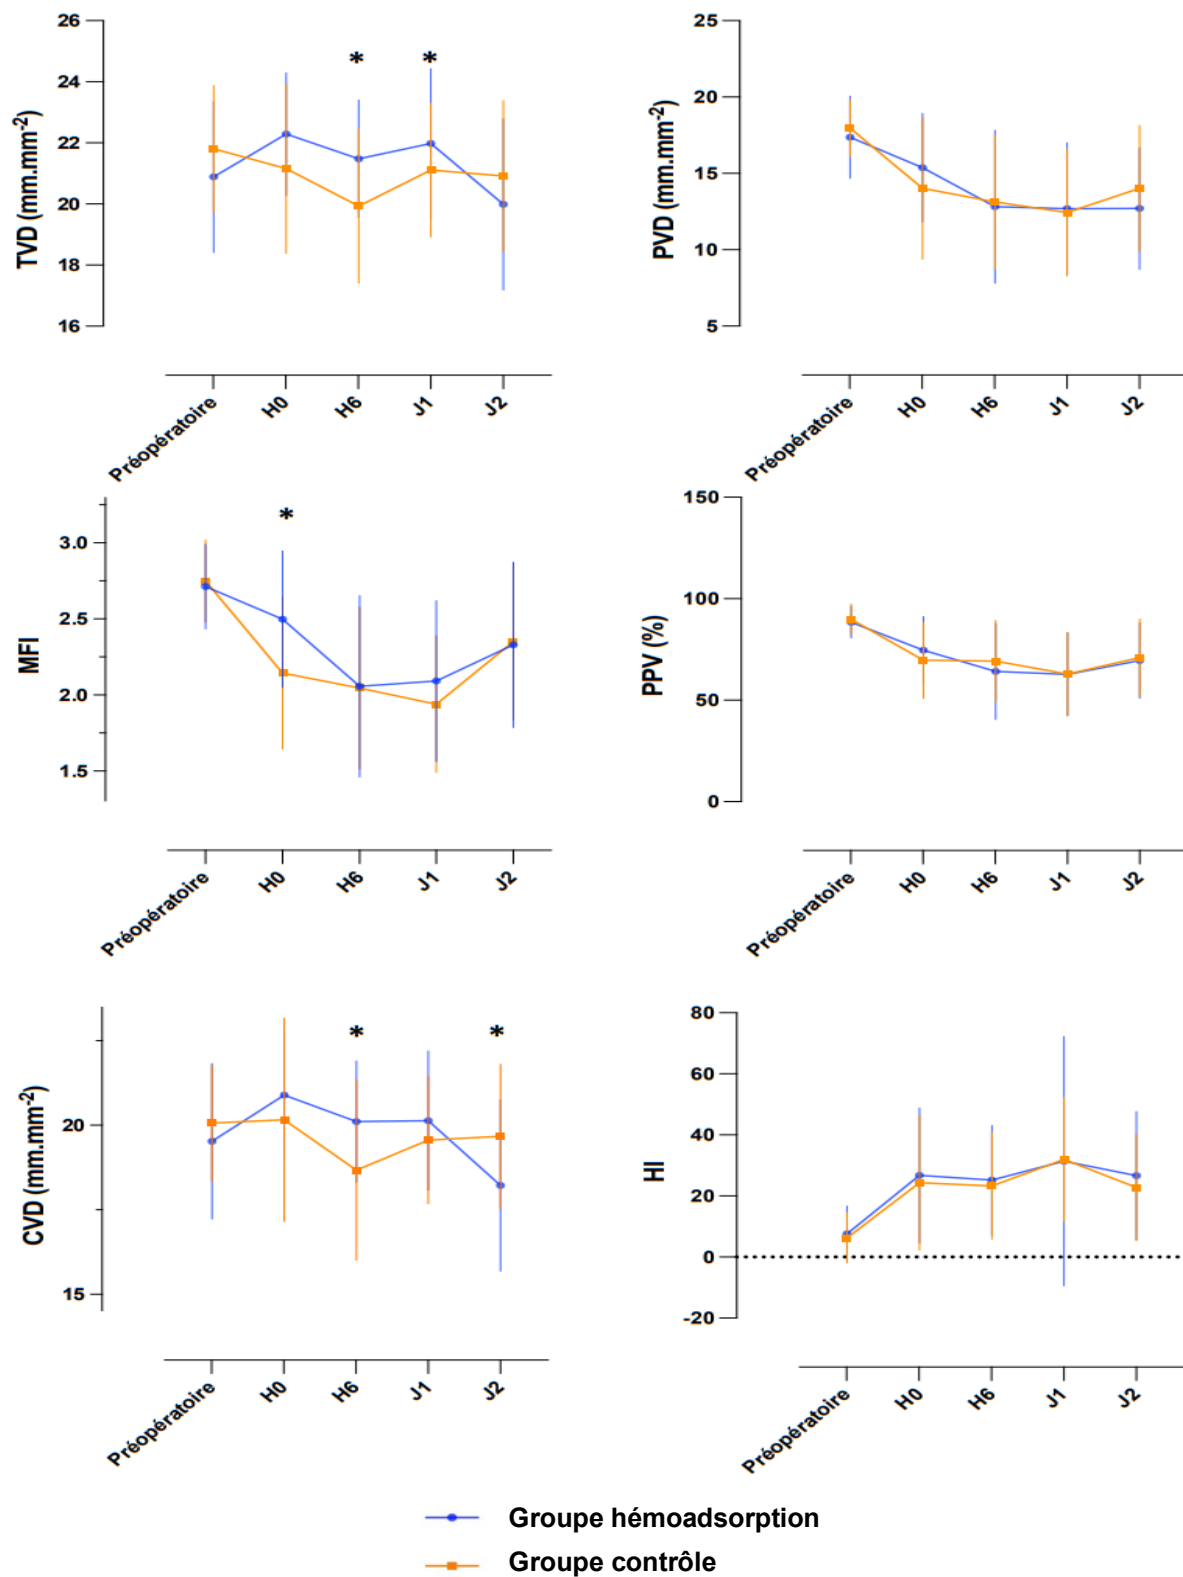 26
24
22
20
18
16
TVD (mm.mm-2)
* *
Préopératoire H0 H6 J1 J2
25
20
15
10
5
PVD (mm.mm-2)
Préopératoire H0 H6 J1 J2
3.0
2.5
2.0
1.5
MFI
*
Préopératoire H0 H6 J1 J2
150
100
50
0
PPV (%)
Préopératoire H0 H6 J1 J2
20
15
CVD (mm.mm-2)
* *
Préopératoire H0 H6 J1 J2
80
60
40
20
0
-20
HI
Préopératoire H0 H6 J1 J2
Groupe hémoadsorption
Groupe contrôle